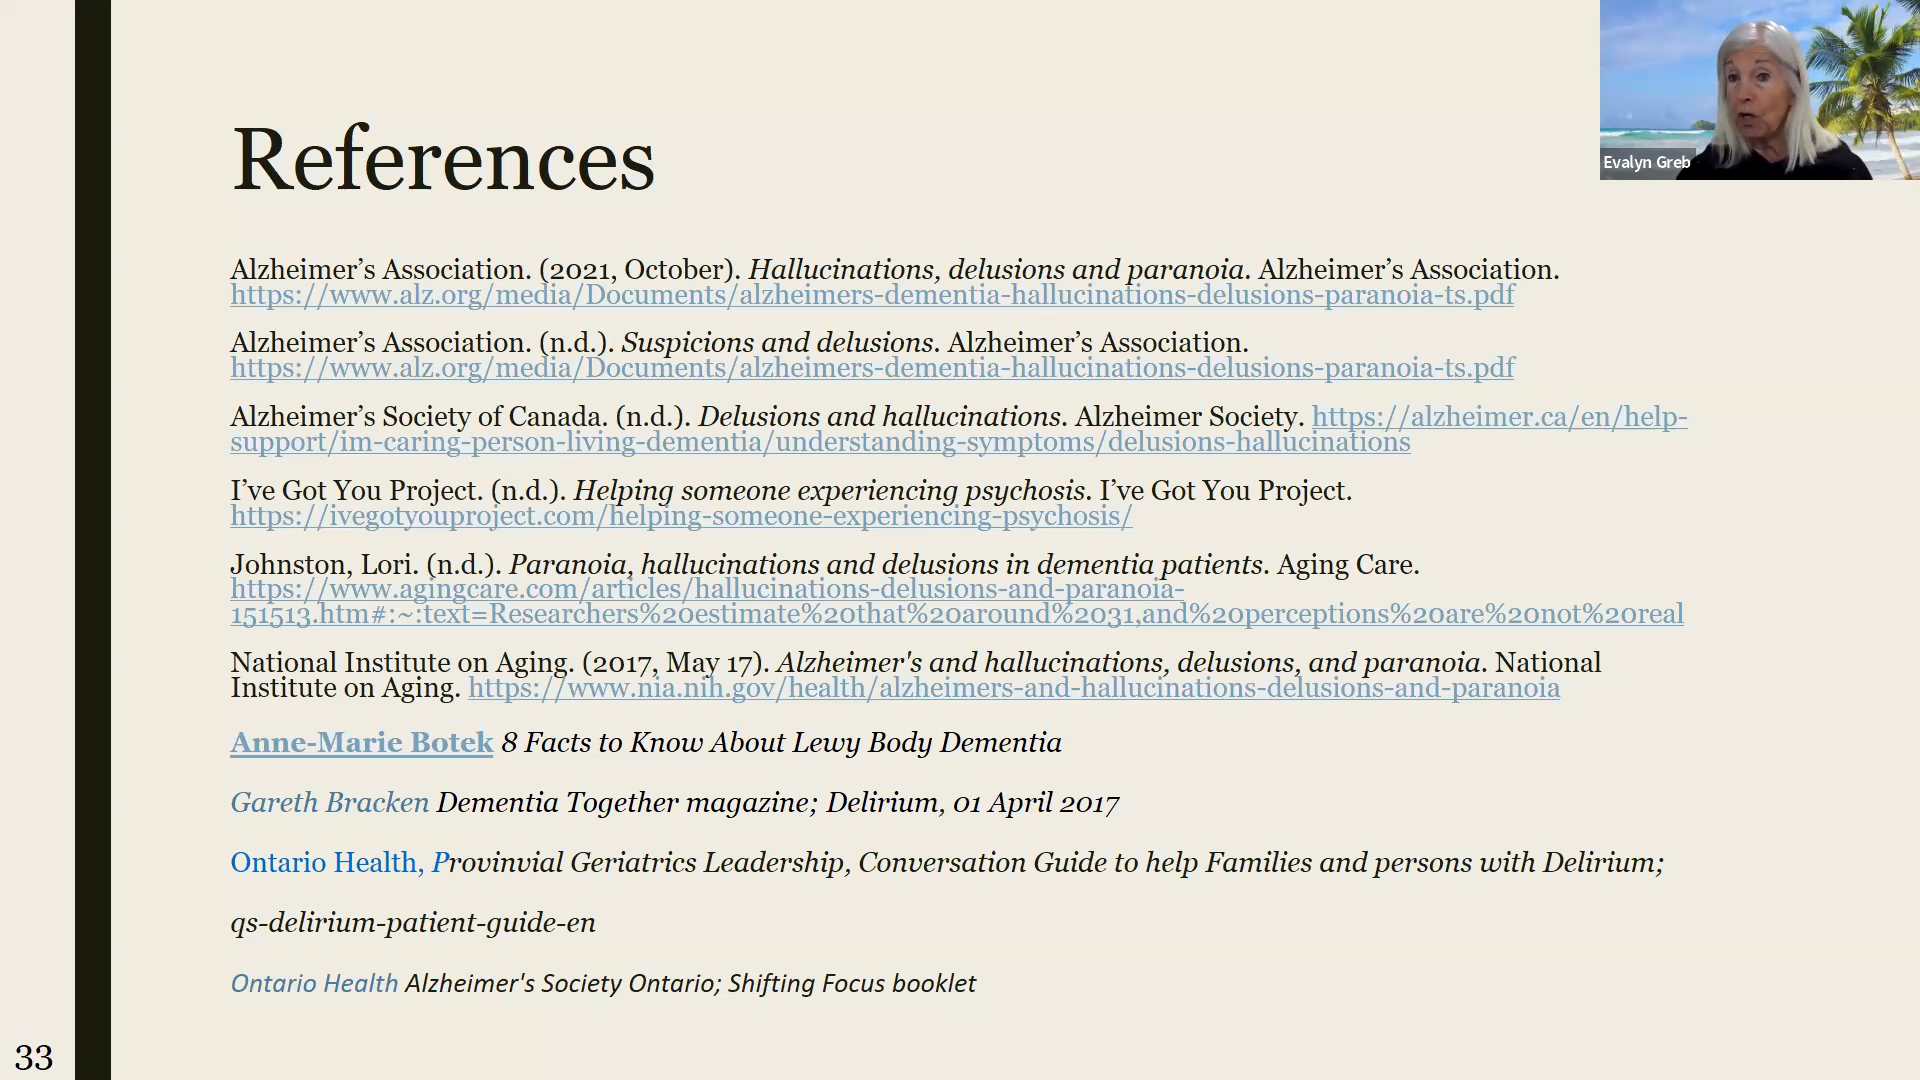 Evalyn Greb
References
Alzheimer’s Association. (2021, October). Hallucinations, delusions and paranoia. Alzheimer’s Association.
https://www.alz.org/media/Documents/alzheimers-dementia-hallucinations-delusions-paranoia-ts.pdf
Alzheimer’s Association. (n.d.). Suspicions and delusions. Alzheimer’s Association.
https://www.alz.org/media/Documents/alzheimers-dementia-hallucinations-delusions-paranoia-ts.pdf
Alzheimer’s Society of Canada. (n.d.). Delusions and hallucinations. Alzheimer Society. https://alzheimer.ca/en/help-
support/im-caring-person-living-dementia/understanding-symptoms/delusions-hallucinations
I’ve Got You Project. (n.d.). Helping someone experiencing psychosis. I’ve Got You Project.
https://ivegotyouproject.com/helping-someone-experiencing-psychosis/
Johnston, Lori. (n.d.). Paranoia, hallucinations and delusions in dementia patients. Aging Care.
https://www.agingcare.com/articles/hallucinations-delusions-and-paranoia-
151513.htm#:~:text=Researchers%20estimate%20that%20around%2031,and%20perceptions%20are%20not%20real
National Institute on Aging. (2017, May 17). Alzheimer's and hallucinations, delusions, and paranoia. National
Institute on Aging. https://www.nia.nih.gov/health/alzheimers-and-hallucinations-delusions-and-paranoia
Anne-Marie Botek 8 Facts to Know About Lewy Body Dementia
Gareth Bracken Dementia Together magazine; Delirium, 01 April 2017
Ontario Health, Provinvial Geriatrics Leadership, Conversation Guide to help Families and persons with Delirium;
qs-delirium-patient-guide-en
Ontario Health Alzheimer's Society Ontario; Shifting Focus booklet
33